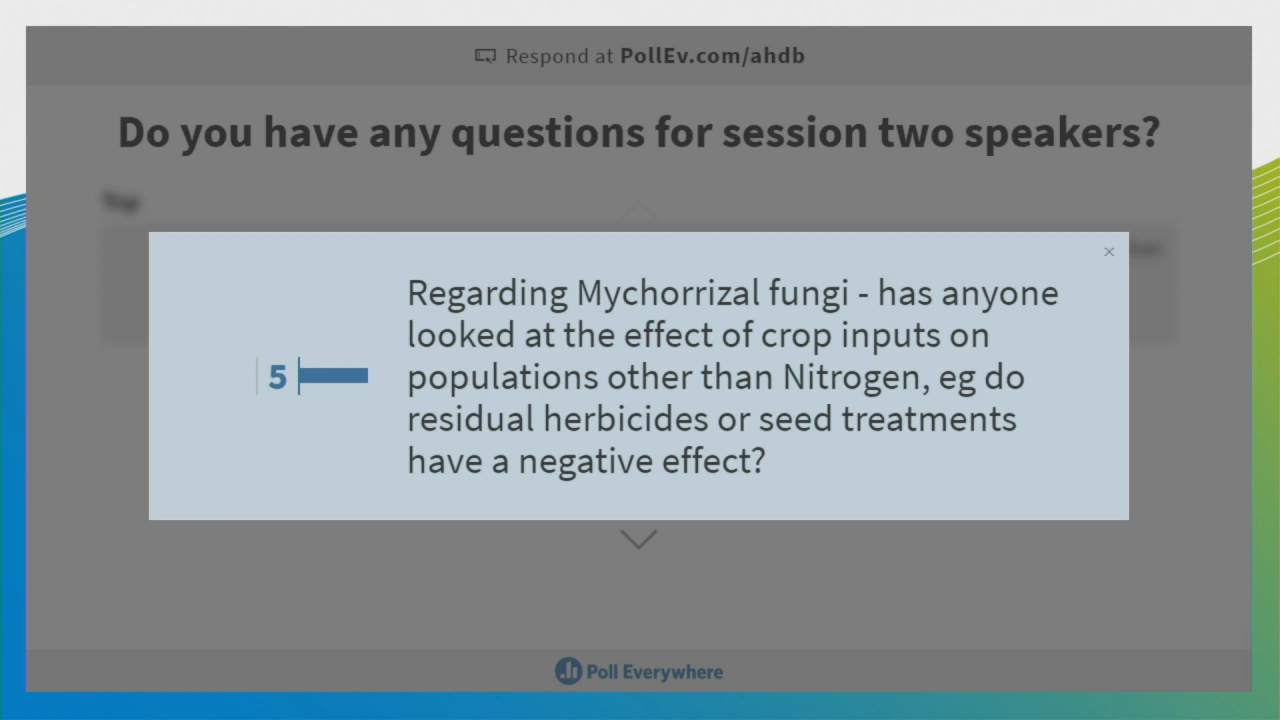 Respond at PollEv.com/ahdb
Do you have any questions for session two speakers?
Top
×
Regarding Mychorrizal fungi - has anyone
looked at the effect of crop inputs on
5
populations other than Nitrogen, eg do
residual herbicides or seed treatments
have a negative effect?
Poll Everywhere